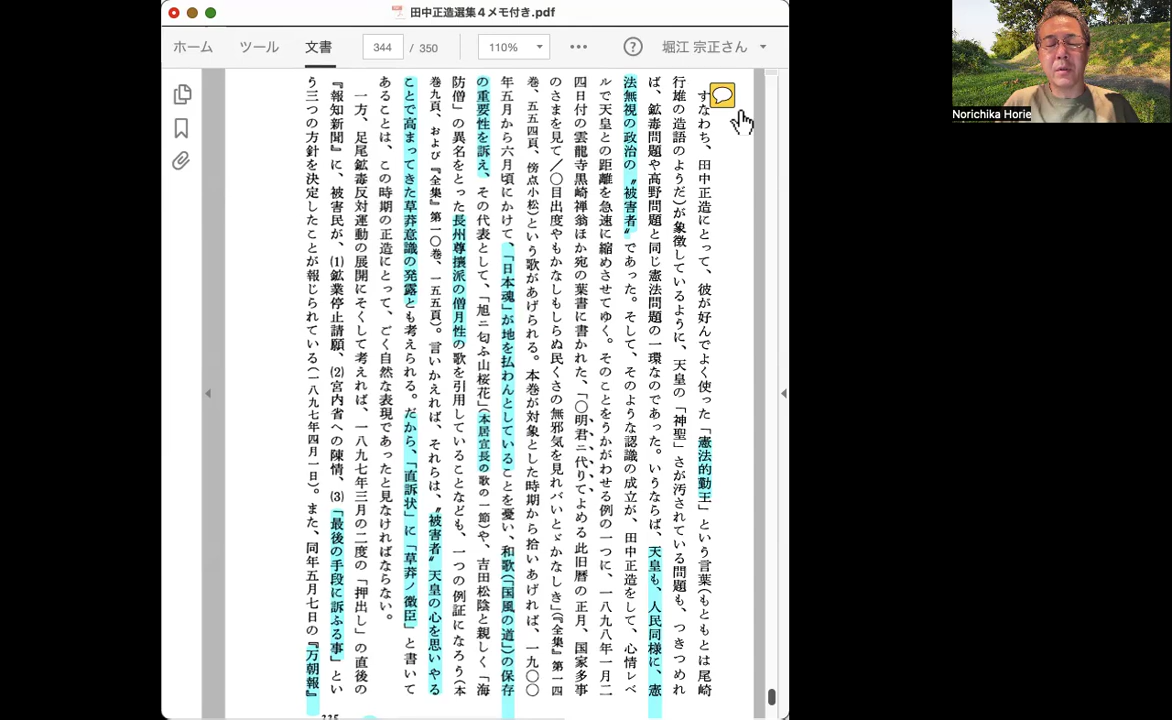 田中正造選集４メモ付き.pdf
ホーム ツール 文書 344 / 350 110% ••• 堀江 宗正さん
Norichika Horie
すなわち、田中正造にとって、彼が好んでよく使った「憲法的勤王」という言葉(もともとは尾崎
行雄の造語のようだ)が象徴しているように、天皇の「神聖」さが汚されている問題も、つきつめれ
ば、鉱毒問題や高野問題と同じ憲法問題の一環なのであった。いうならば、天皇も、人民同様に、憲
法無視の政治の〝被害者〟であった。そして、そのような認識の成立が、田中正造をして、心情レベ
ルで天皇との距離を急速に縮めさせてゆく。そのことをうかがわせる例の一つに、一八九八年一月二
四日付の雲龍寺黒崎禅翁ほか宛の葉書に書かれた、「〇明君ニ代りてよめる此旧暦の正月、国家多事
のさまを見て／〇目出度やもかなしもしらぬ民くさの無邪気を見れバいとゞかなしき」(『全集』第一四
巻、五五四頁、傍点小松)という歌があげられる。本巻が対象とした時期から拾いあげれば、一九〇〇
年五月から六月頃にかけて、「日本魂」が地を払わんとしていることを憂い、和歌(「国風の道」)の保存
の重要性を訴え、その代表として、「旭ニ匂ふ山桜花」(本居宣長の歌の一節)や、吉田松陰と親しく「海
防僧」の異名をとった長州尊攘派の僧月性の歌を引用していることなども、一つの例証になろう(本
巻九頁、および『全集』第一〇巻、一五五頁)。言いかえれば、それらは、〝被害者〟天皇の心を思いやる
ことで高まってきた草莽意識の発露とも考えられる。だから、「直訴状」に「草莽ノ微臣」と書いて
あることは、この時期の正造にとって、ごく自然な表現であったと見なければならない。
一方、足尾鉱毒反対運動の展開にそくして考えれば、一八九七年三月の二度の「押出し」の直後の
『報知新聞』に、被害民が、(1)鉱業停止請願、(2)宮内省への陳情、(3)「最後の手段に訴ふる事」とい
う三つの方針を決定したことが報じられている(一八九七年四月一日)。また、同年五月七日の『万朝報』